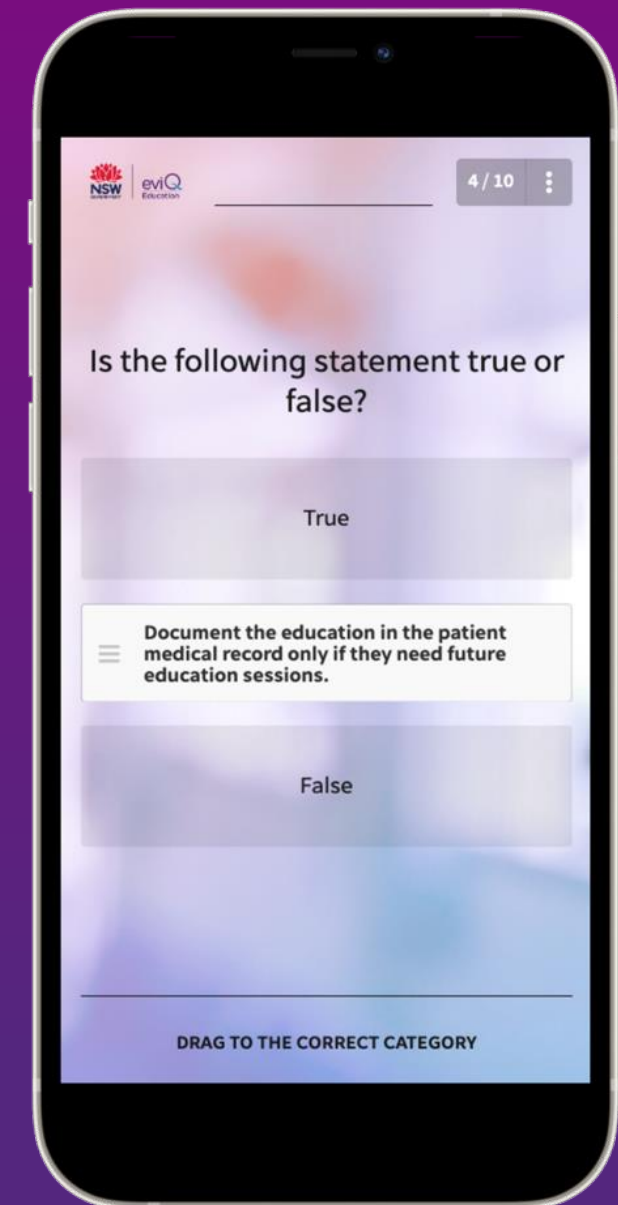 NSW
eviQ
Education
4 / 10
Is the following statement true or
false?
True
Document the education in the patient
medical record only if they need future
education sessions.
False
DRAG TO THE CORRECT CATEGORY